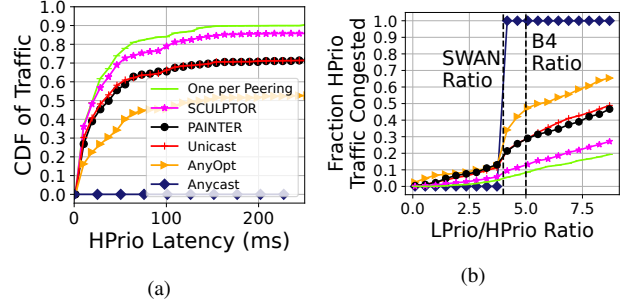 CDF of Traffic
1.0
0.9
0.8
0.7
0.6
0.5
0.4
0.3
0.2
0.1
0.0
One per Peering
SCULPTOR
PAINTER
Unicast
AnyOpt
Anycast
0
100
200
HPrio Latency (ms)
(a)
Fraction HPrio
Traffic Congested
1.0
0.9
0.8
0.7
0.6
0.5
0.4
0.3
0.2
0.1
0.0
SWAN
Ratio
B4
Ratio
0.0
2.5
5.0
7.5
LPrio/HPrio Ratio
(b)